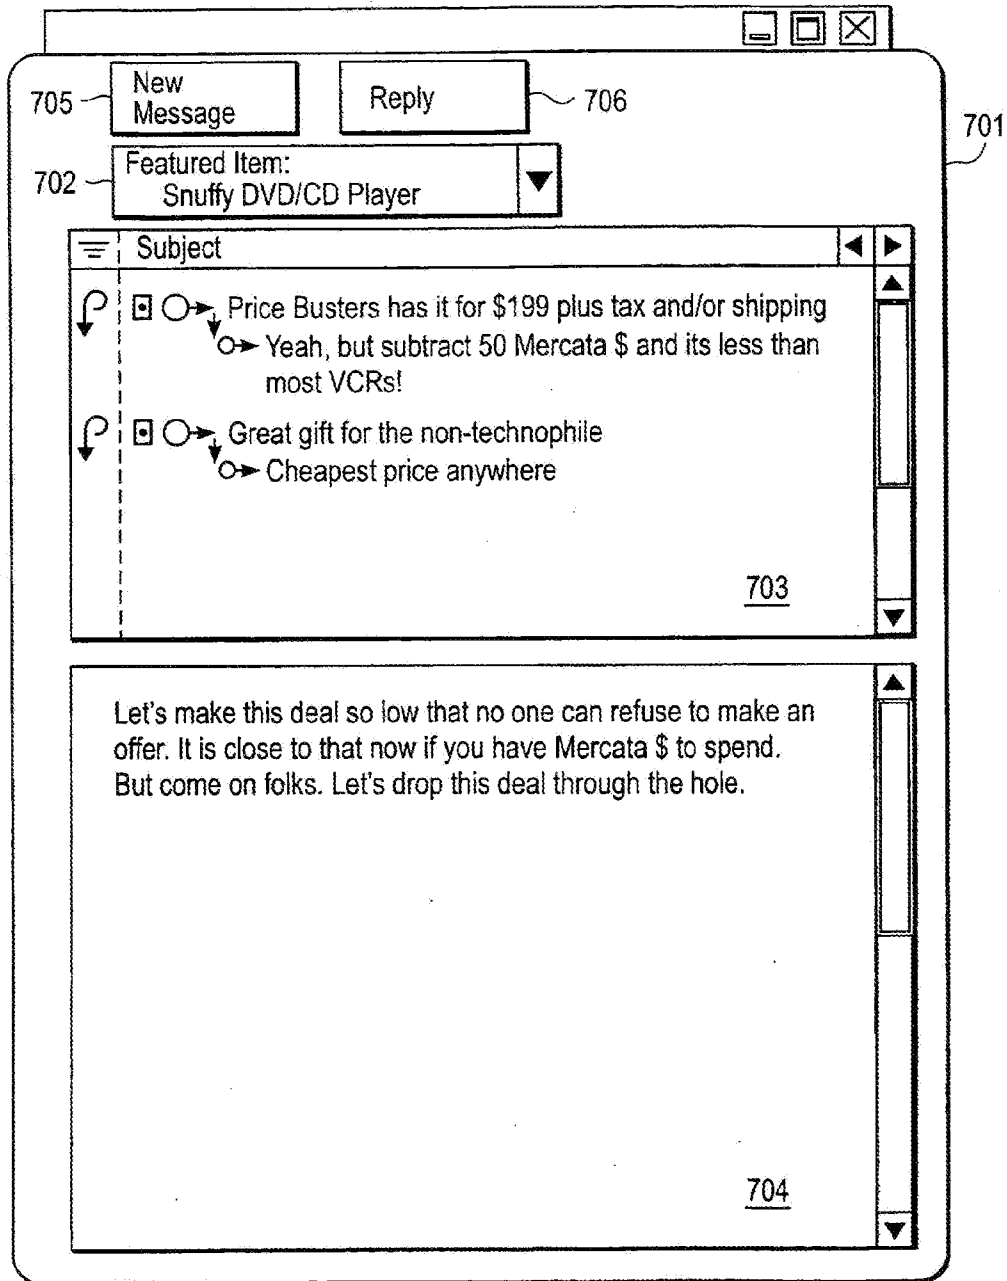 New
Message
705
Reply
706
701
702
Featured Item:
Snuffy DVD/CD Player
Subject
Price Busters has it for $199 plus tax and/or shipping
Yeah, but subtract 50 Mercata $ and its less than
most VCRs!
Great gift for the non-technophile
Cheapest price anywhere
703
Let's make this deal so low that no one can refuse to make an
offer. It is close to that now if you have Mercata $ to spend.
But come on folks. Let's drop this deal through the hole.
704